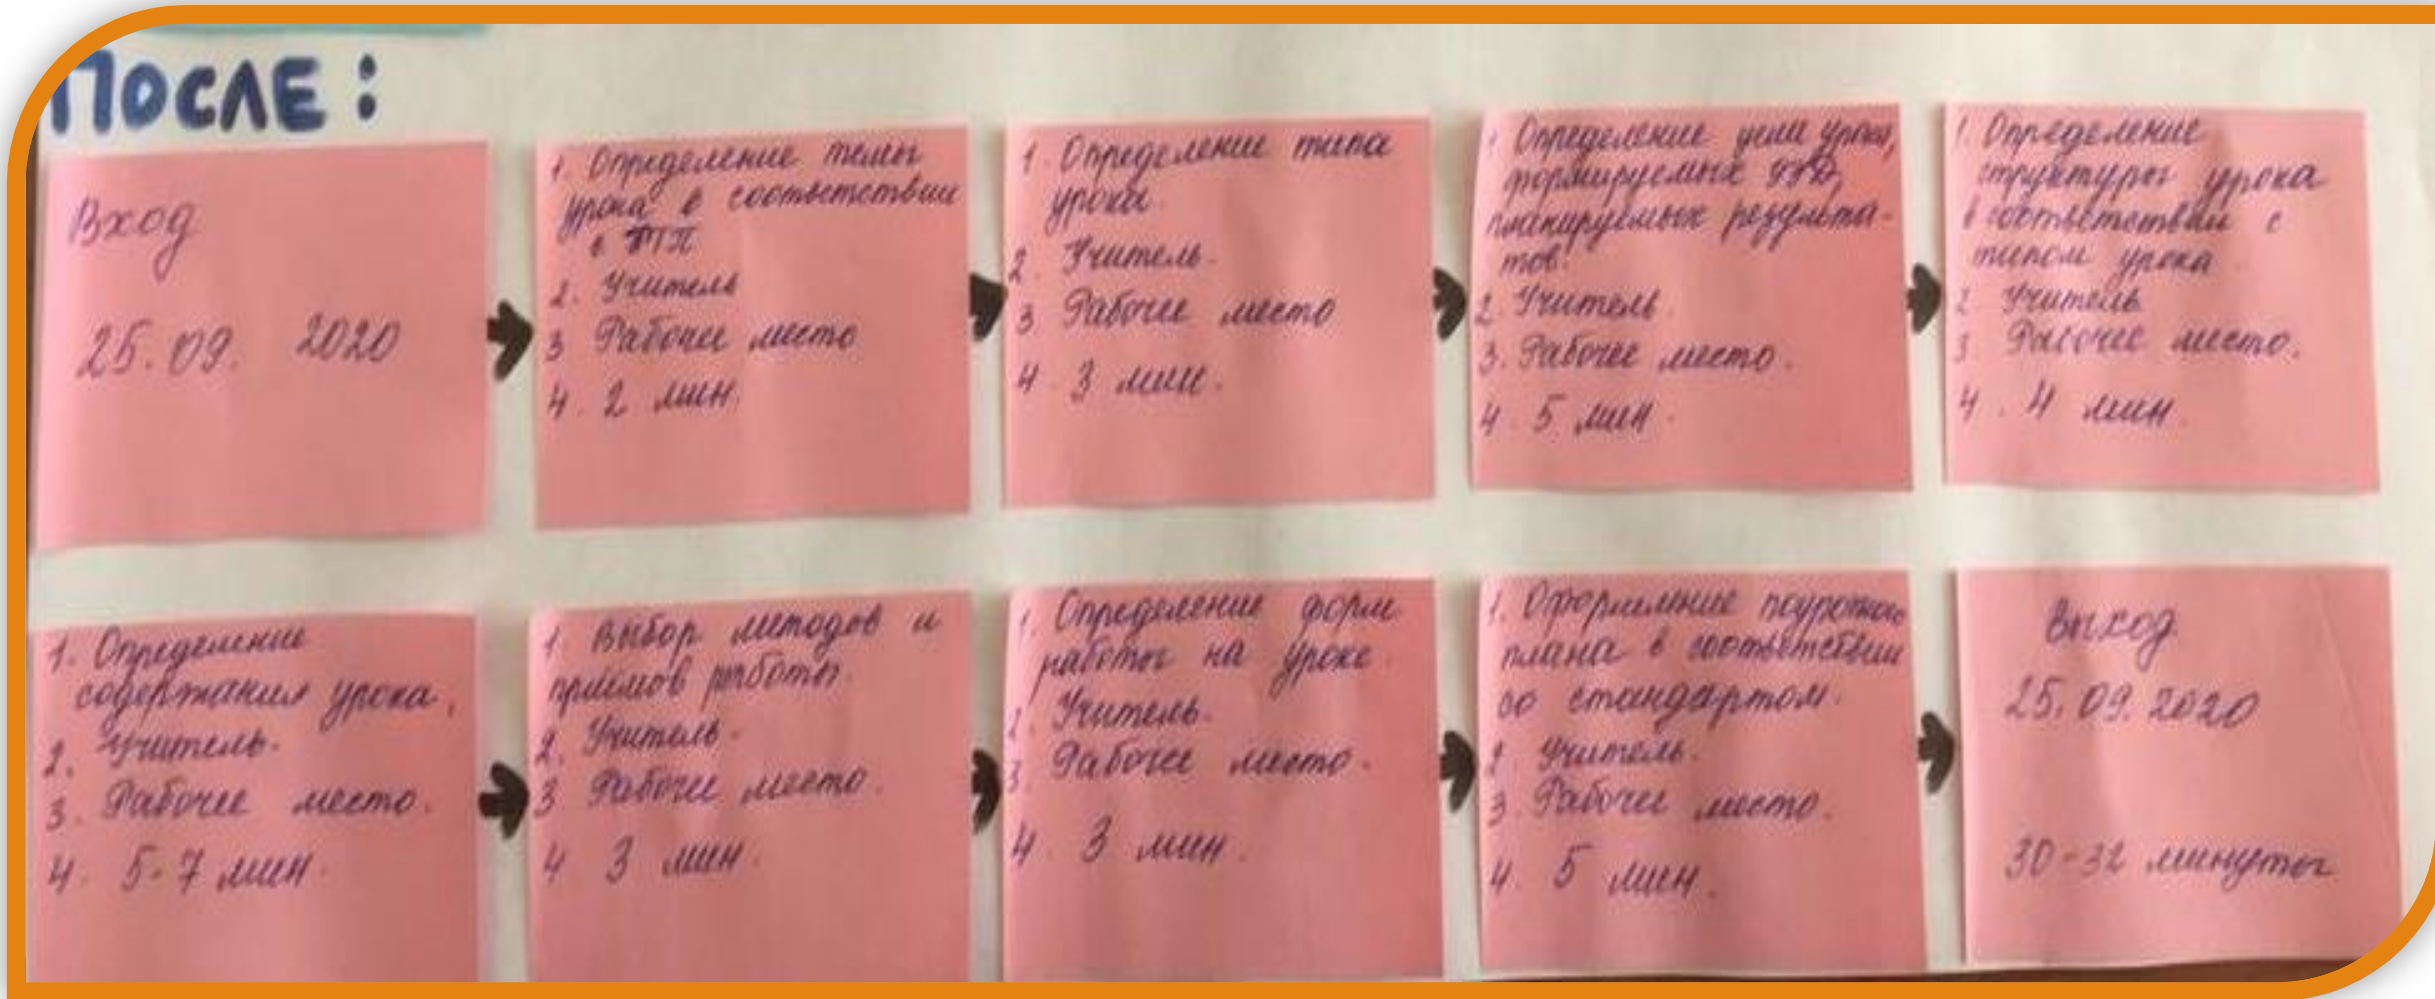 ПОСЛЕ:
Вход
25.09. 2020
1. Определение темы
урока в соответствии
с КТП
2. Учитель
3 Рабочее место
4. 2 мин.
1. Определение типа
урока.
2. Учитель.
3 Рабочее место
4. 3 мин.
1 Определение цели урока,
формируемых УУД,
планируемых результа-
тов.
2. Учитель.
3. Рабочее место.
4. 5 мин.
1. Определение
структуры урока
в соответствии с
типом урока.
2 Учитель
3. Рабочее место.
4. 4 мин.
1. Определение
содержания урока.
2. Учитель.
3. Рабочее место.
4. 5-7 мин.
1. Выбор методов и
приёмов работы.
2. Учитель.
3 Рабочее место.
4 3 мин.
1. Определение форм
работы на уроке.
2. Учитель.
3 Рабочее место.
4. 3 мин.
1. Оформление поурочного
плана в соответствии
со стандартом.
2 Учитель.
3. Рабочее место.
4. 5 мин.
Выход
25.09.2020
30-32 минуты